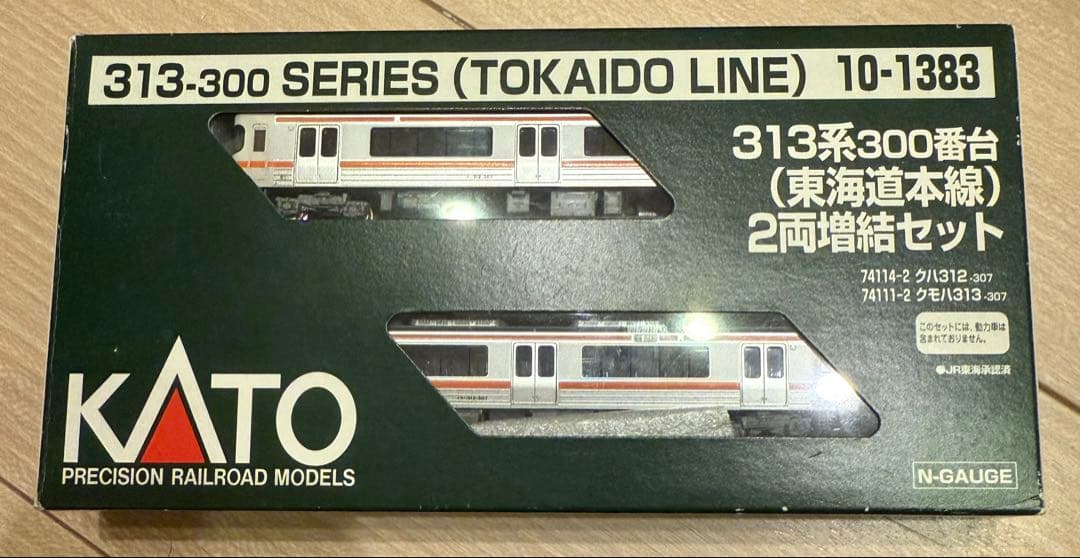 313-300 SERIES (TOKAIDO LINE) 10-1383
313系300番台
(東海道本線)
2両増結セット
74114-2 クハ312-307
74111-2 クモハ313-307
このセットには、動力車は
含まれておりません。
●JR東海承認済
KATO
PRECISION RAILROAD MODELS
N-GAUGE